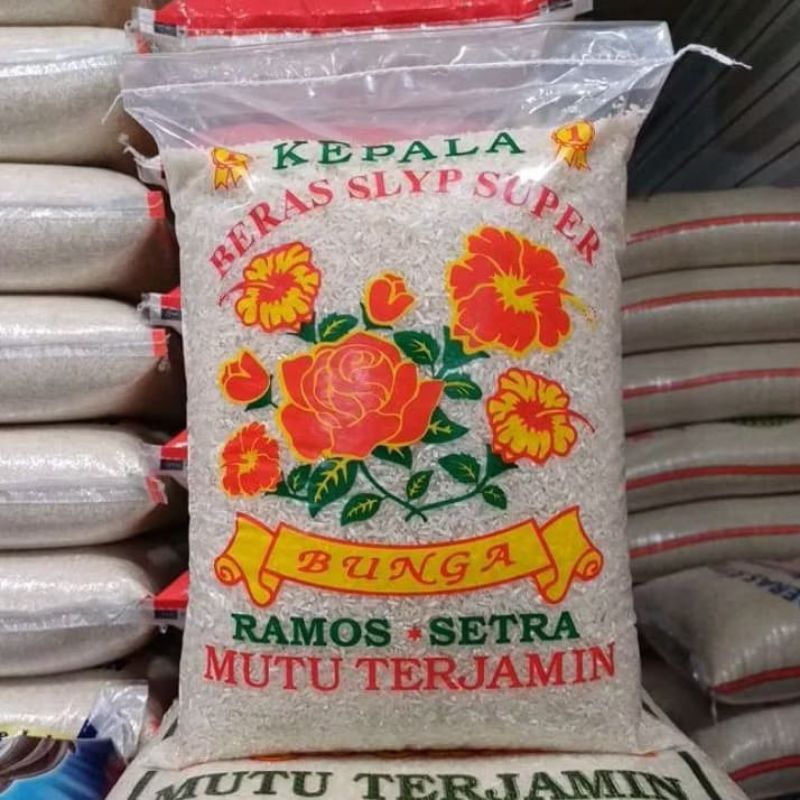 KEPALA
BERAS SLYP SUPER
BUNGA
RAMOS * SETRA
MUTU TERJAMIN
MUTU TERJAMIN